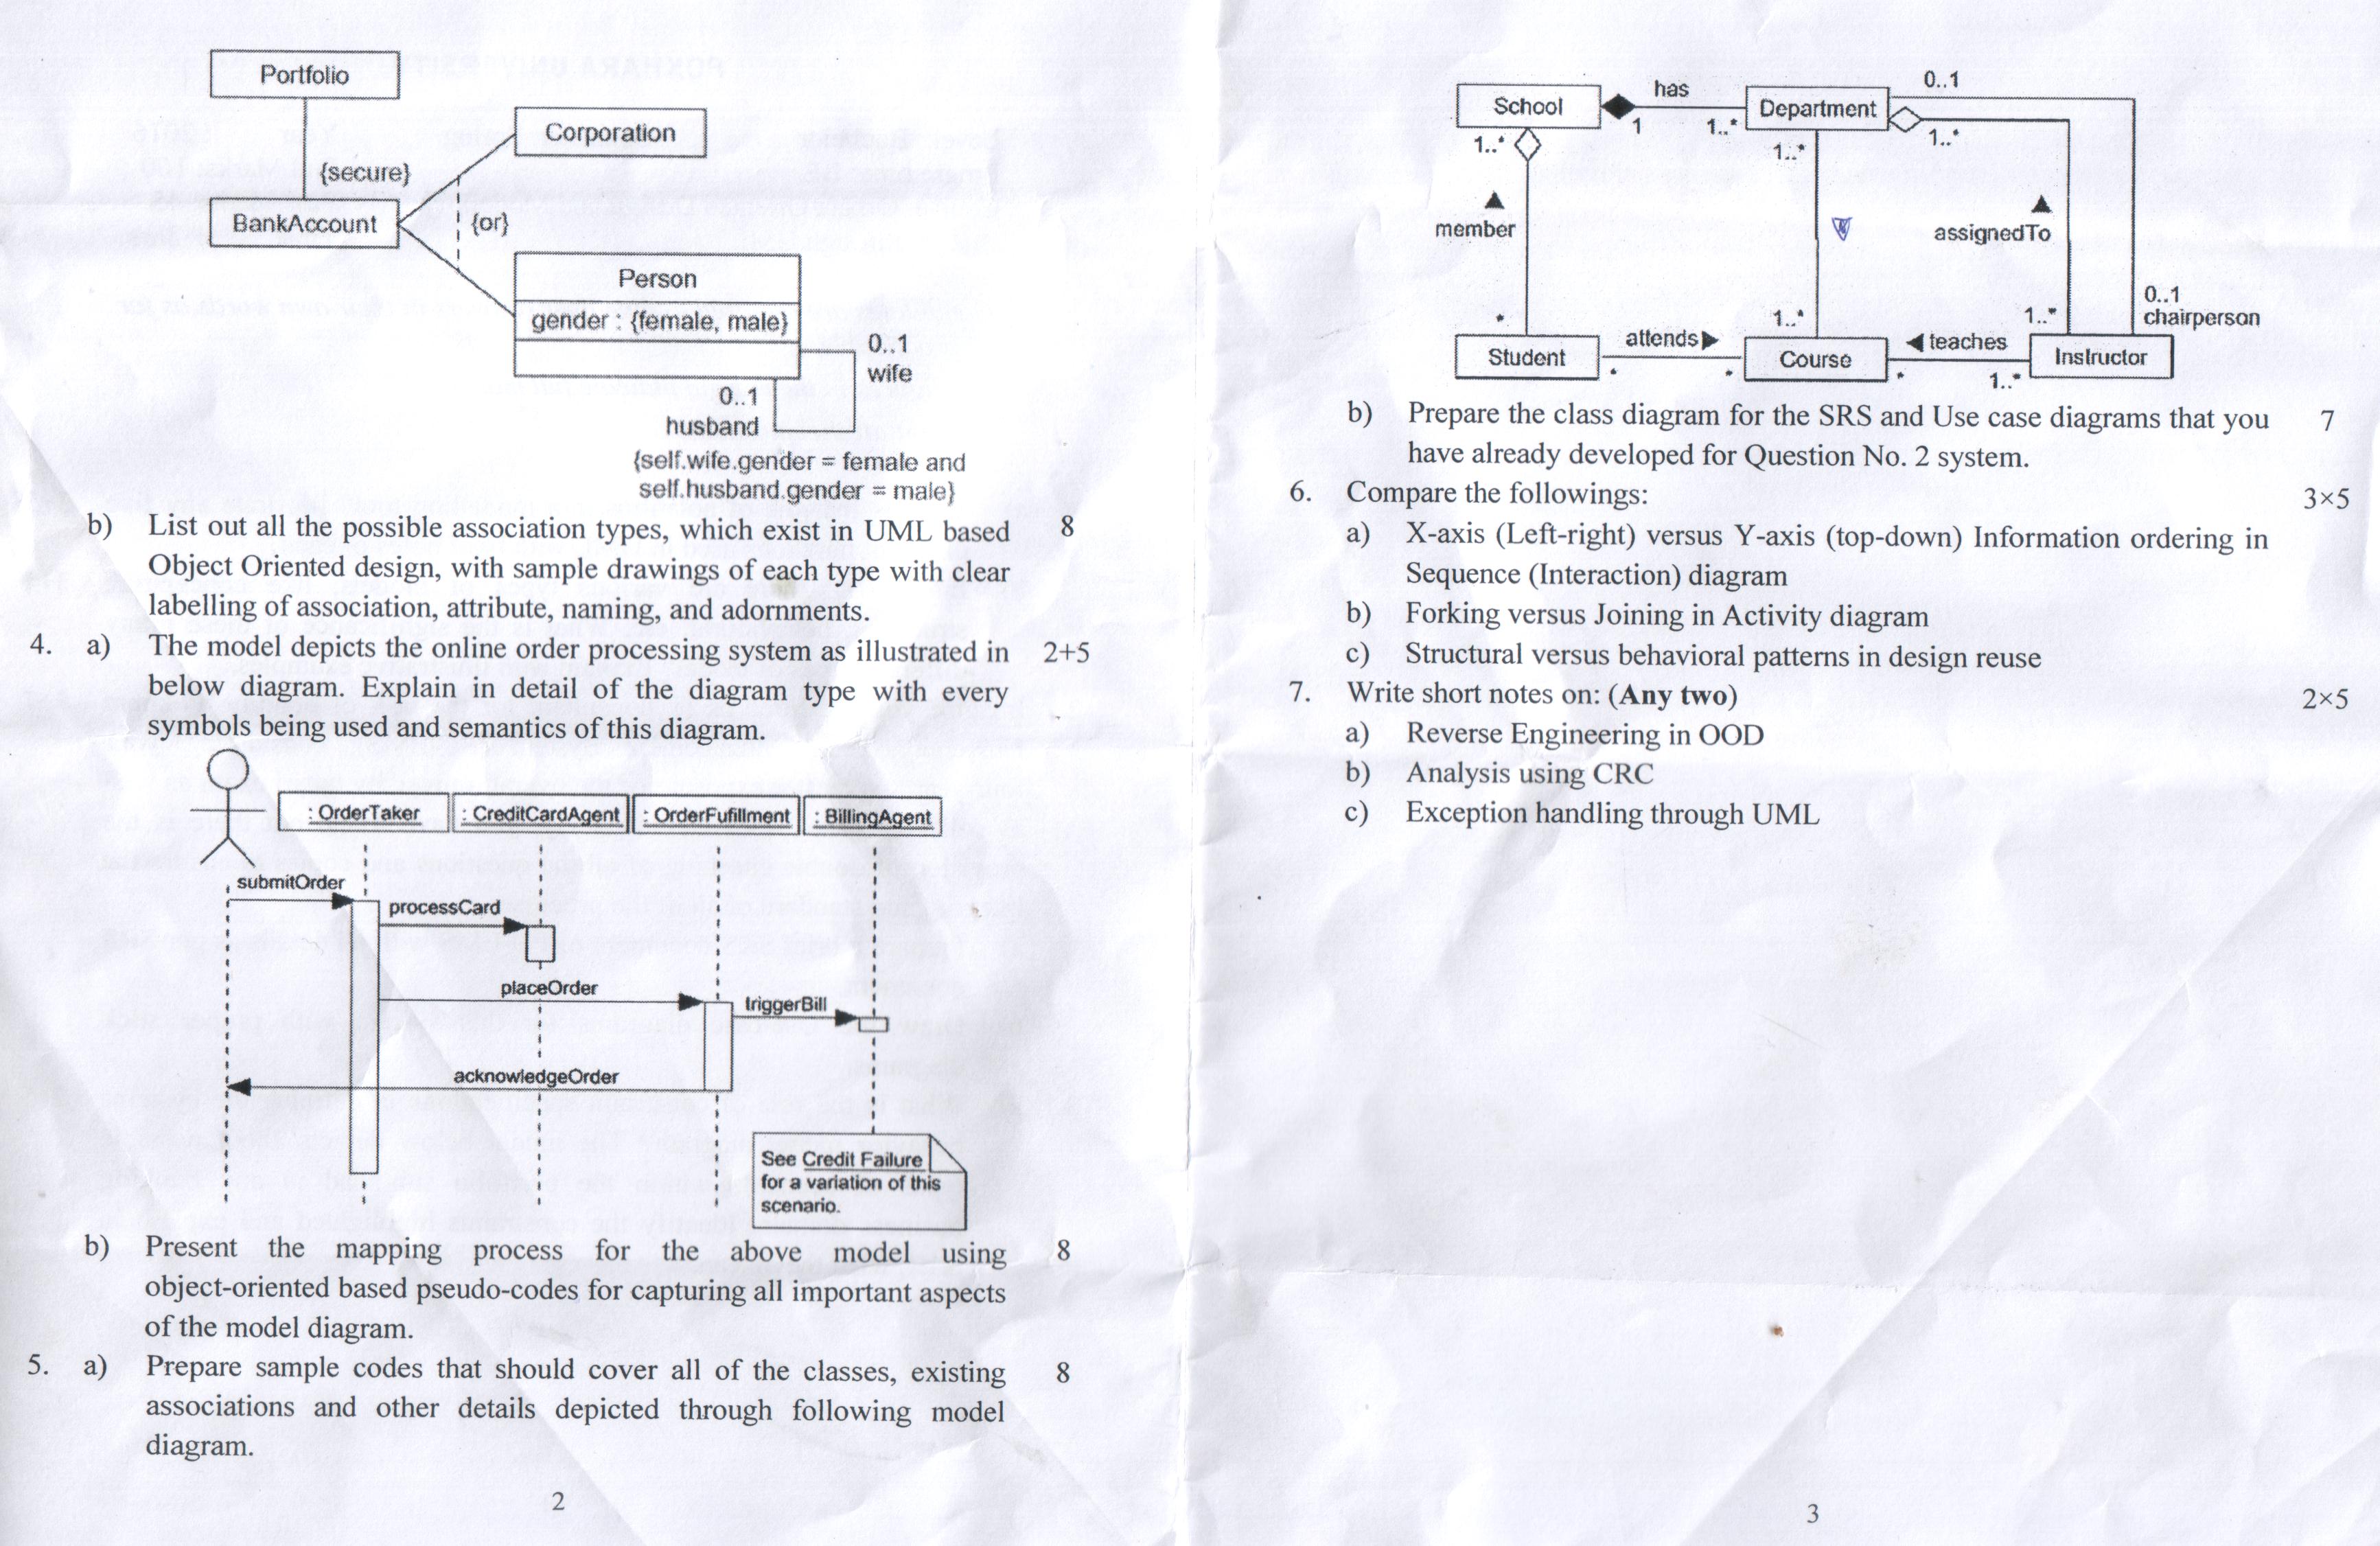 Portfolio
Corporation
{secure}
BankAccount
{or}
Person
gender : {female, male}
0..1
wife
0..1
husband
{self.wife.gender = female and
self.husband.gender = male}
b) List out all the possible association types, which exist in UML based 8
Object Oriented design, with sample drawings of each type with clear
labelling of association, attribute, naming, and adornments.
4. a) The model depicts the online order processing system as illustrated in 2+5
below diagram. Explain in detail of the diagram type with every
symbols being used and semantics of this diagram.
: OrderTaker : CreditCardAgent : OrderFufillment : BillingAgent
submitOrder
processCard
placeOrder
triggerBill
acknowledgeOrder
See Credit Failure
for a variation of this
scenario.
b) Present the mapping process for the above model using 8
object-oriented based pseudo-codes for capturing all important aspects
of the model diagram.
5. a) Prepare sample codes that should cover all of the classes, existing 8
associations and other details depicted through following model
diagram.
2
School has Department 0..1
1 1..*
1..* 1..* 1..*
member
assignedTo
0..1
* 1..* 1..* chairperson
Student attends Course teaches Instructor
* * * 1..*
b) Prepare the class diagram for the SRS and Use case diagrams that you 7
have already developed for Question No. 2 system.
6. Compare the followings: 3×5
a) X-axis (Left-right) versus Y-axis (top-down) Information ordering in
Sequence (Interaction) diagram
b) Forking versus Joining in Activity diagram
c) Structural versus behavioral patterns in design reuse
7. Write short notes on: (Any two) 2×5
a) Reverse Engineering in OOD
b) Analysis using CRC
c) Exception handling through UML
3